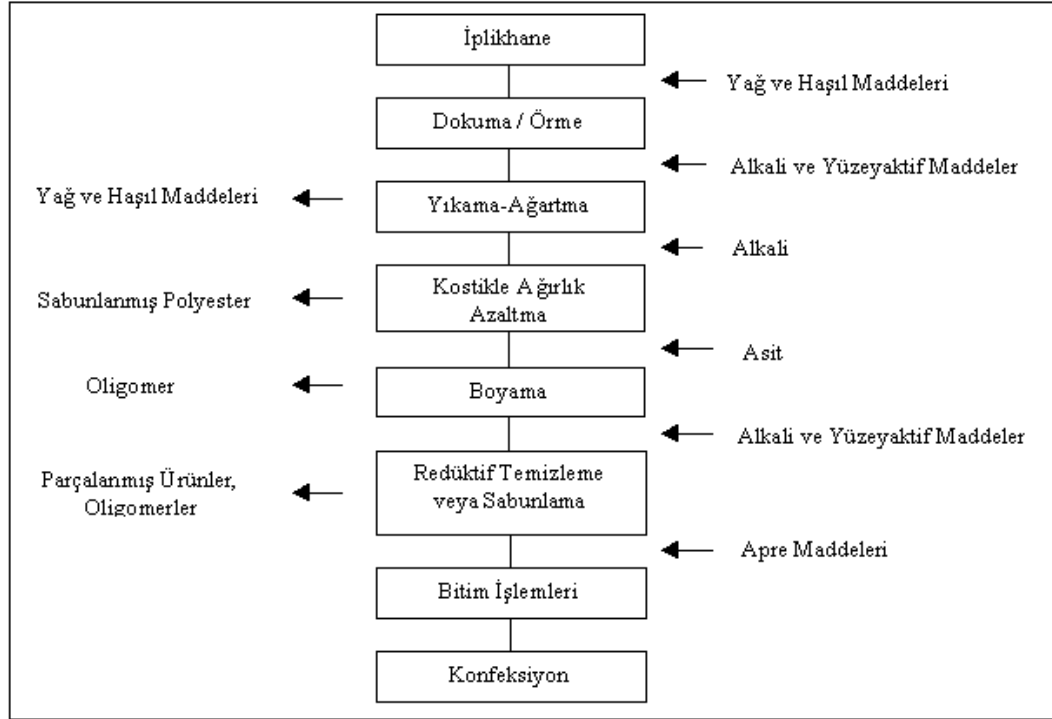 İplikhane
Yağ ve Haşıl Maddeleri
Dokuma / Örme
Alkali ve Yüzeyaktif Maddeler
Yağ ve Haşıl Maddeleri
Yıkama-Ağartma
Alkali
Sabunlanmış Polyester
Kostikle Ağırlık
Azaltma
Asit
Oligomer
Boyama
Alkali ve Yüzeyaktif Maddeler
Parçalanmış Ürünler,
Oligomerler
Redüktif Temizleme
veya Sabunlama
Apre Maddeleri
Bitim İşlemleri
Konfeksiyon